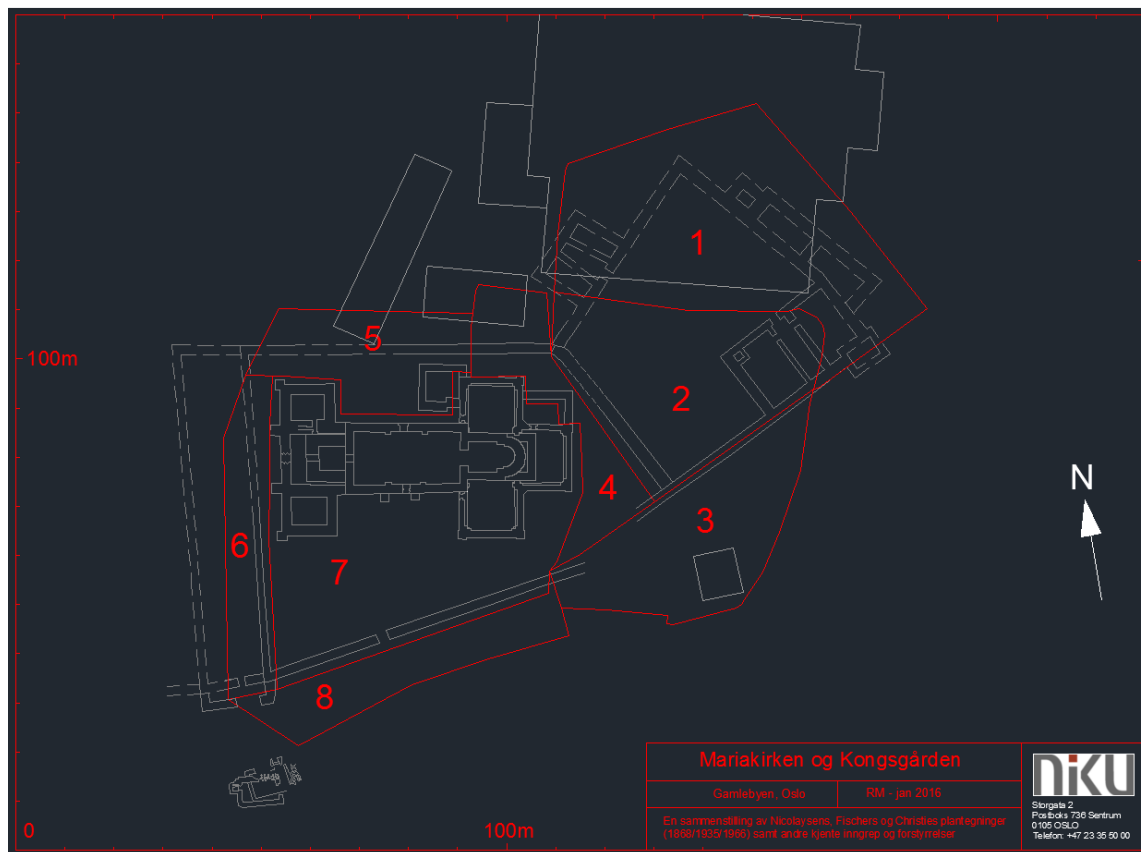 1
5
100m
2
N
4
3
6
7
8
Mariakirken og Kongsgården
Gamlebyen, Oslo
RM - jan 2016
En sammenstilling av Nicolaysens, Fischers og Christies plantegninger
(1868/1935/1966) samt andre kjente inngrep og forstyrrelser
niKU
Storgata 2
Postboks 736 Sentrum
0105 OSLO
Telefon: +47 23 35 50 00
0
100m